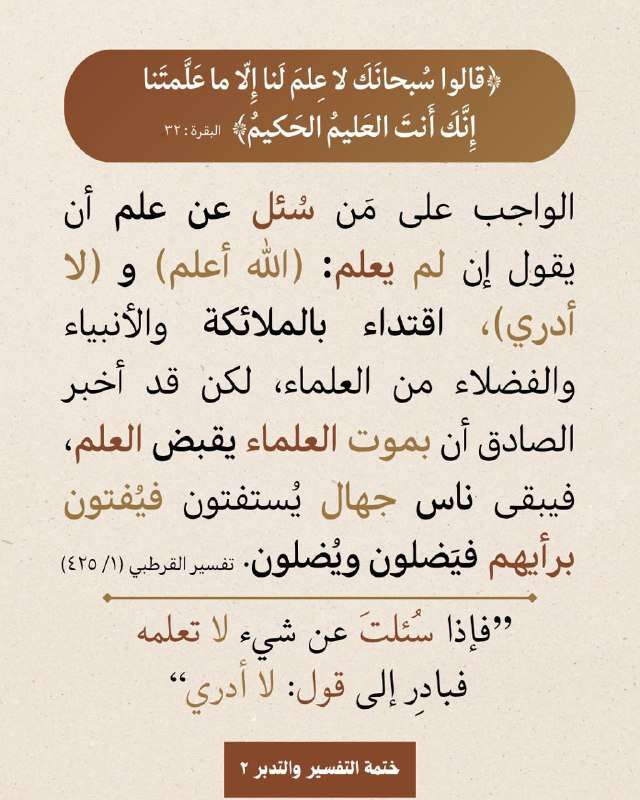 ﴿قالوا سُبحانَكَ لا عِلمَ لَنا إِلّا ما عَلَّمتَنا
إِنَّكَ أَنتَ العَليمُ الحَكيمُ﴾ البقرة: ٣٢
الواجب على مَن سُئل عن علم أن
يقول إن لم يعلم: (الله أعلم) و (لا
أدري)، اقتداء بالملائكة والأنبياء
والفضلاء من العلماء، لكن قد أخبر
الصادق أن بموت العلماء يقبض العلم،
فيبقى ناس جهال يُستفتون فيُفتون
برأيهم فيَضلون ويُضلون. تفسير القرطبي (١/ ٤٢٥)
”فإذا سُئلتَ عن شيء لا تعلمه
فبادِر إلى قول: لا أدري“
ختمة التفسير والتدبر ٢